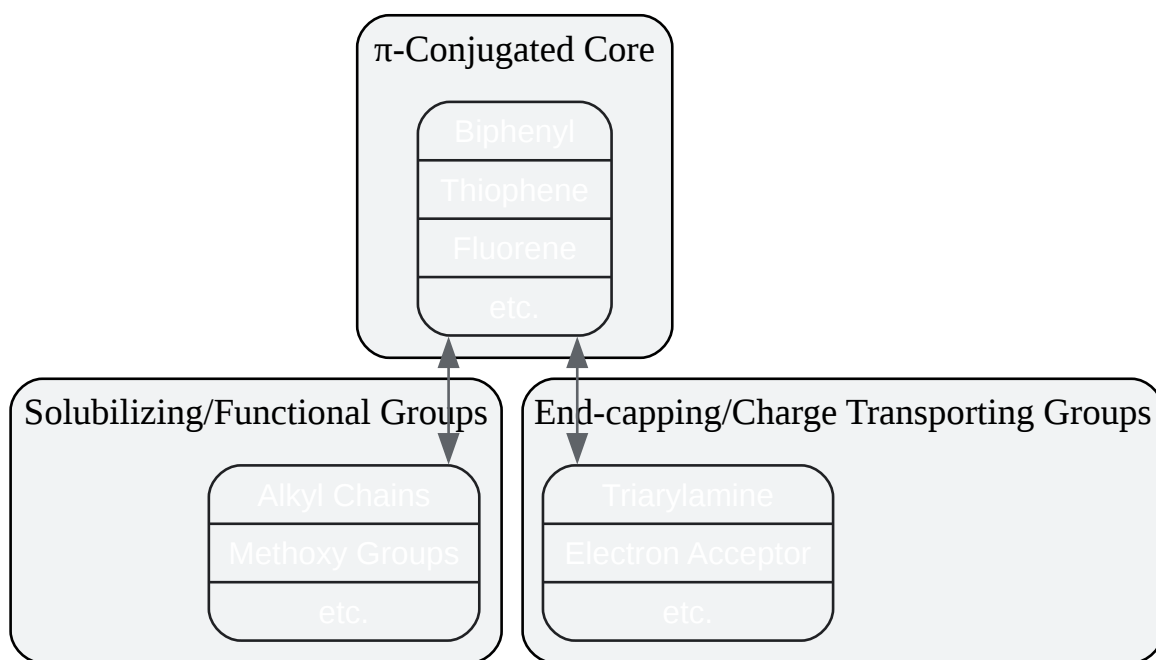 π-Conjugated Core
Biphenyl
Thiophene
Fluorene
etc.
Solubilizing/Functional Groups
Alkyl Chains
Methoxy Groups
etc.
End-capping/Charge Transporting Groups
Triarylamine
Electron Acceptor
etc.